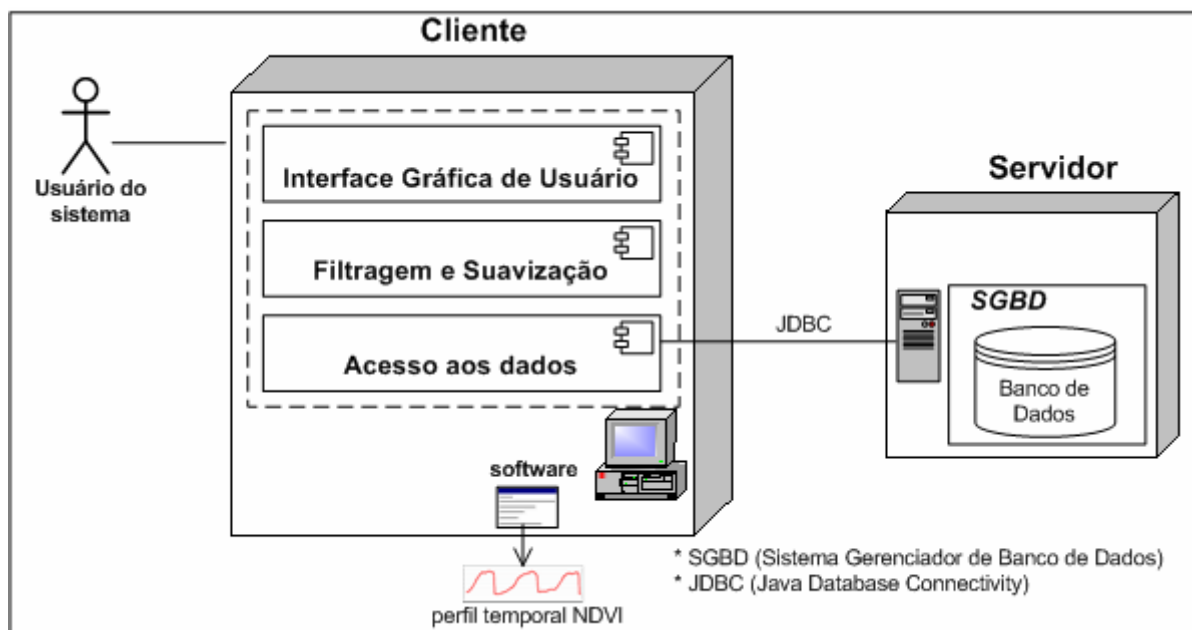 Cliente
Usuário do
sistema
Interface Gráfica de Usuário
Filtragem e Suavização
Acesso aos dados
software
perfil temporal NDVI
JDBC
Servidor
SGBD
Banco de
Dados
* SGBD (Sistema Gerenciador de Banco de Dados)
* JDBC (Java Database Connectivity)